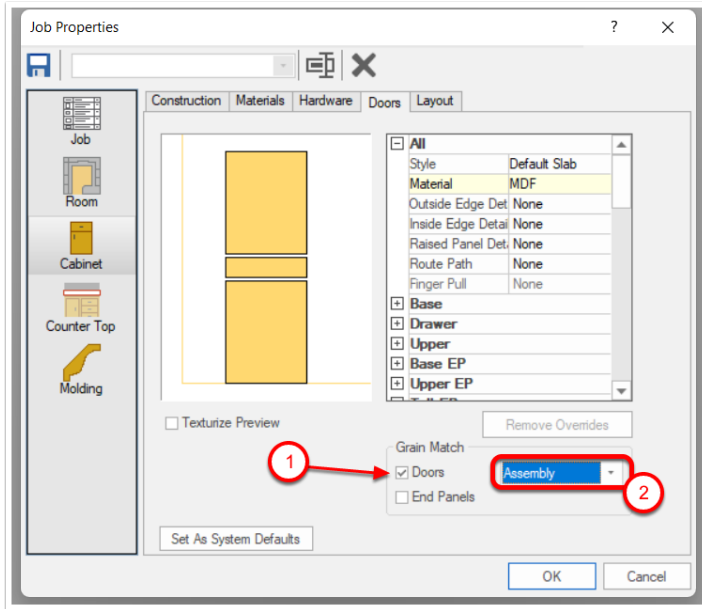 Job Properties
?
Job
Room
Cabinet
Counter Top
Molding
Construction Materials Hardware Doors Layout
All
Style Default Slab
Material MDF
Outside Edge Det None
Inside Edge Detai None
Raised Panel Det None
Route Path None
Finger Pull None
Base
Drawer
Upper
Base EP
Upper EP
Texturize Preview
Remove Overrides
Grain Match
1
Doors Assembly
2
End Panels
Set As System Defaults
OK Cancel